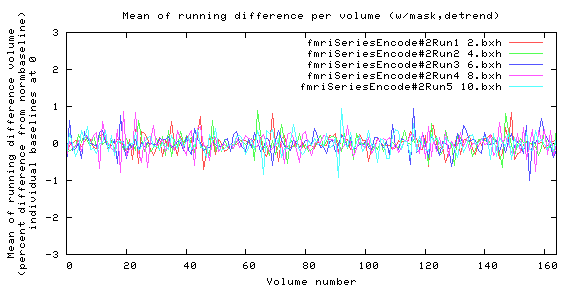 Mean of running difference per volume (w/mask,detrend)
fmriSeriesEncode#2Run1 2.bxh
fmriSeriesEncode#2Run2 4.bxh
fmriSeriesEncode#2Run3 6.bxh
fmriSeriesEncode#2Run4 8.bxh
fmriSeriesEncode#2Run5 10.bxh
Mean of running difference volume
(percent difference from normbaseline)
individual baselines at 0
3
2
1
0
-1
-2
-3
0 20 40 60 80 100 120 140 160
Volume number